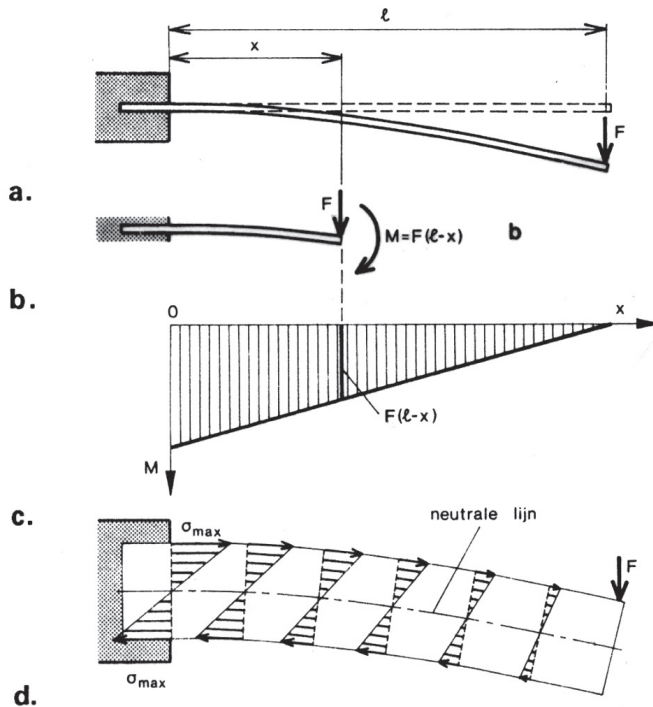 ℓ
x
F
a.
F
M=F(ℓ-x)
b
b.
0
x
F(ℓ-x)
M
c.
σmax
neutrale lijn
F
σmax
d.